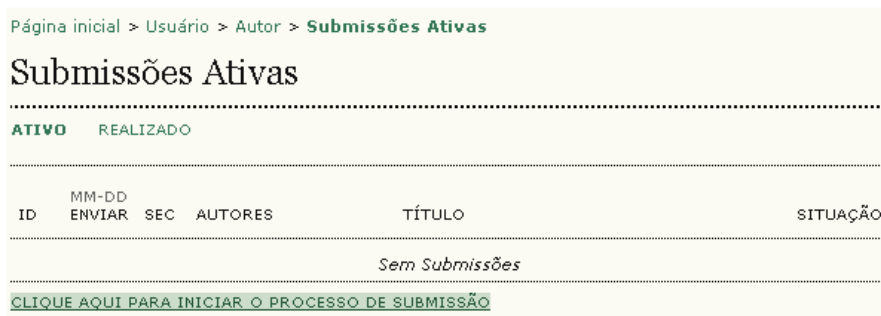 Página inicial > Usuário > Autor > Submissões Ativas
Submissões Ativas
ATIVO REALIZADO
MM-DD
ID ENVIAR SEC AUTORES TÍTULO SITUAÇÃO
Sem Submissões
CLIQUE AQUI PARA INICIAR O PROCESSO DE SUBMISSÃO